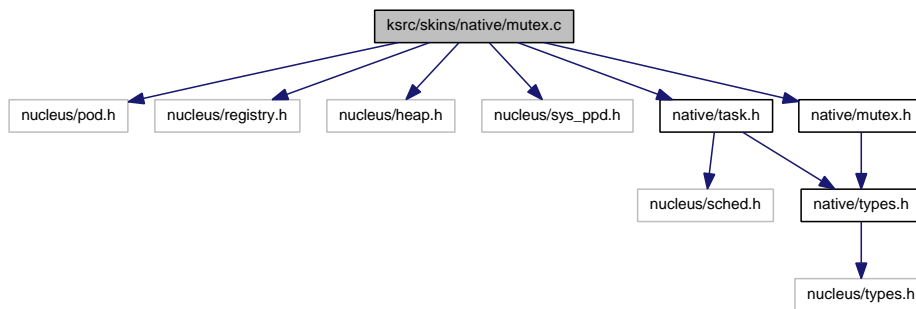 ksrc/skins/native/mutex.c
nucleus/pod.h
nucleus/registry.h
nucleus/heap.h
nucleus/sys_ppd.h
native/task.h
native/mutex.h
nucleus/sched.h
native/types.h
nucleus/types.h